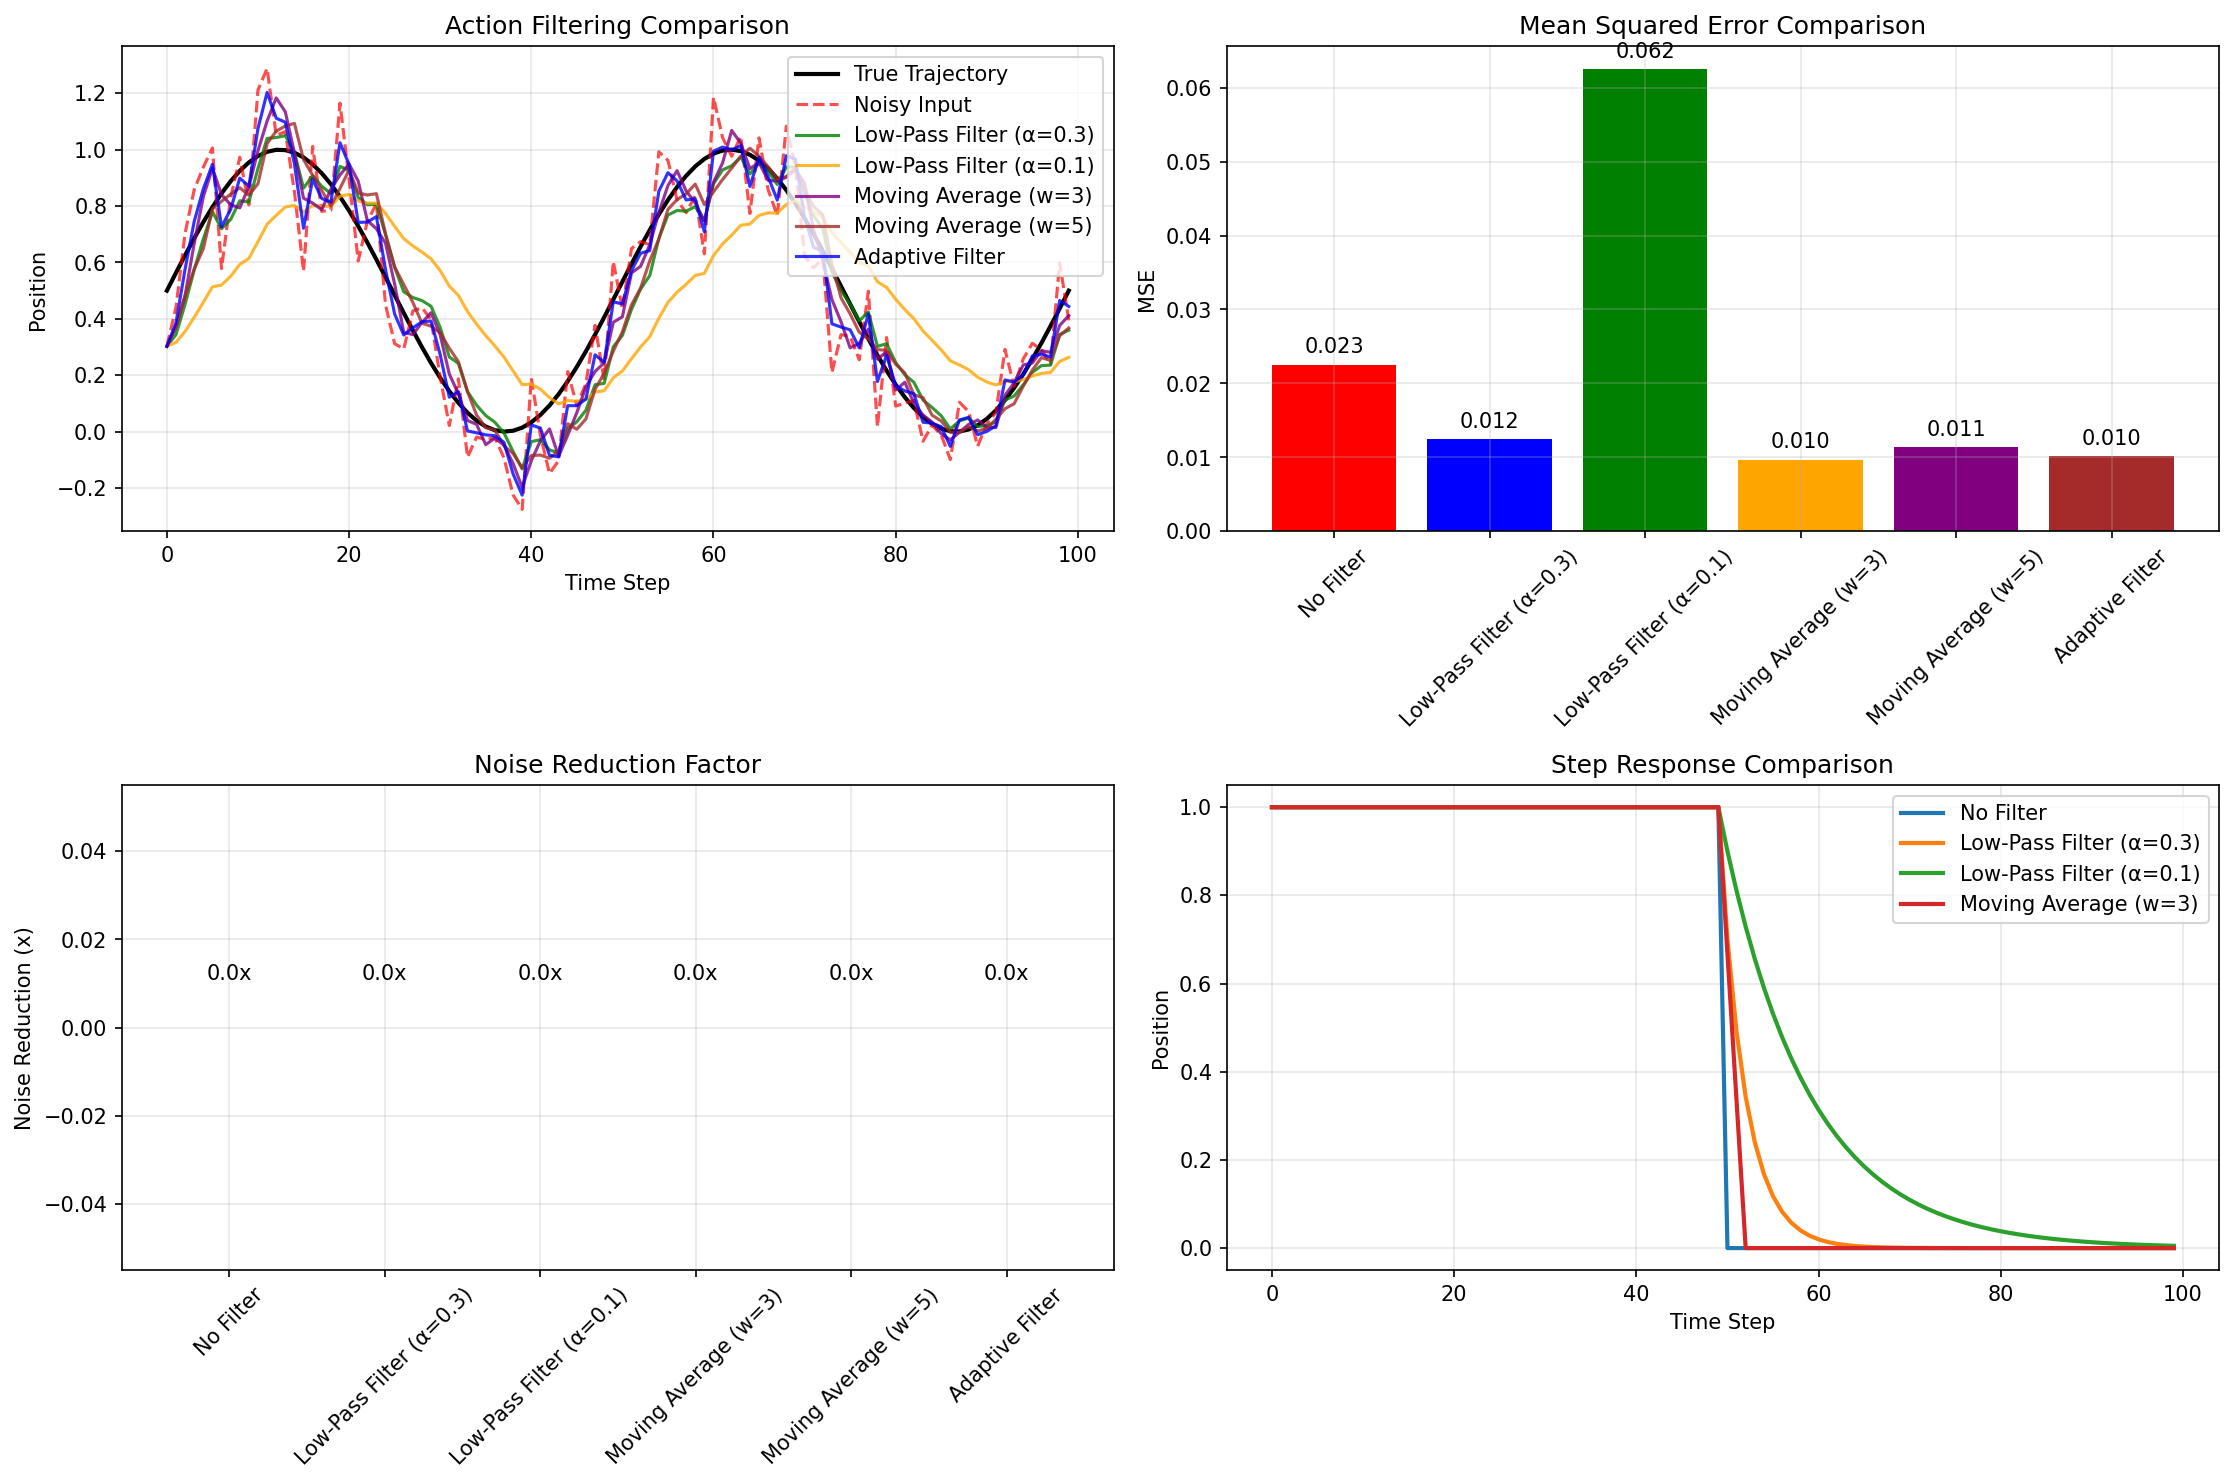 Action Filtering Comparison
True Trajectory
Noisy Input
Low-Pass Filter (α=0.3)
Low-Pass Filter (α=0.1)
Moving Average (w=3)
Moving Average (w=5)
Adaptive Filter
Position
1.2
1.0
0.8
0.6
0.4
0.2
0.0
−0.2
0 20 40 60 80 100
Time Step
Mean Squared Error Comparison
MSE
0.06
0.05
0.04
0.03
0.02
0.01
0.00
0.023
0.012
0.062
0.010
0.011
0.010
No Filter
Low-Pass Filter (α=0.3)
Low-Pass Filter (α=0.1)
Moving Average (w=3)
Moving Average (w=5)
Adaptive Filter
Noise Reduction Factor
Noise Reduction (x)
0.04
0.02
0.00
−0.02
−0.04
0.0x 0.0x 0.0x 0.0x 0.0x 0.0x
No Filter
Low-Pass Filter (α=0.3)
Low-Pass Filter (α=0.1)
Moving Average (w=3)
Moving Average (w=5)
Adaptive Filter
Step Response Comparison
No Filter
Low-Pass Filter (α=0.3)
Low-Pass Filter (α=0.1)
Moving Average (w=3)
Position
1.0
0.8
0.6
0.4
0.2
0.0
0 20 40 60 80 100
Time Step